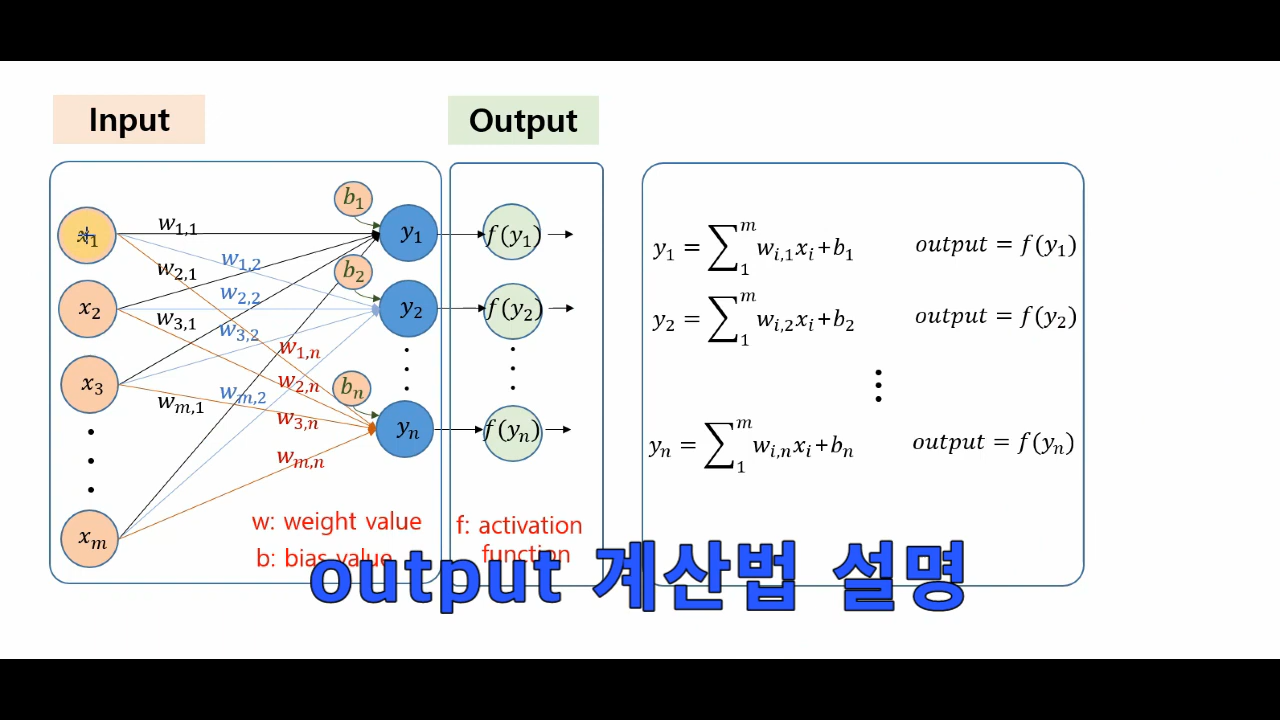 Input
Output
b₁
x₁
w₁,₁
y₁
f(y₁)
y₁ = ∑₁ᵐ wᵢ,₁xᵢ+b₁
output = f(y₁)
w₂,₁
w₁,₂
b₂
x₂
w₂,₂
y₂
f(y₂)
y₂ = ∑₁ᵐ wᵢ,₂xᵢ+b₂
output = f(y₂)
w₃,₁
w₃,₂
w₁,ₙ
x₃
w₂,ₙ
bₙ
wₘ,₁
wₘ,₂
w₃,ₙ
yₙ
f(yₙ)
yₙ = ∑₁ᵐ wᵢ,ₙxᵢ+bₙ
output = f(yₙ)
wₘ,ₙ
xₘ
w: weight value
b: bias value
f: activation
function
output 계산법 설명